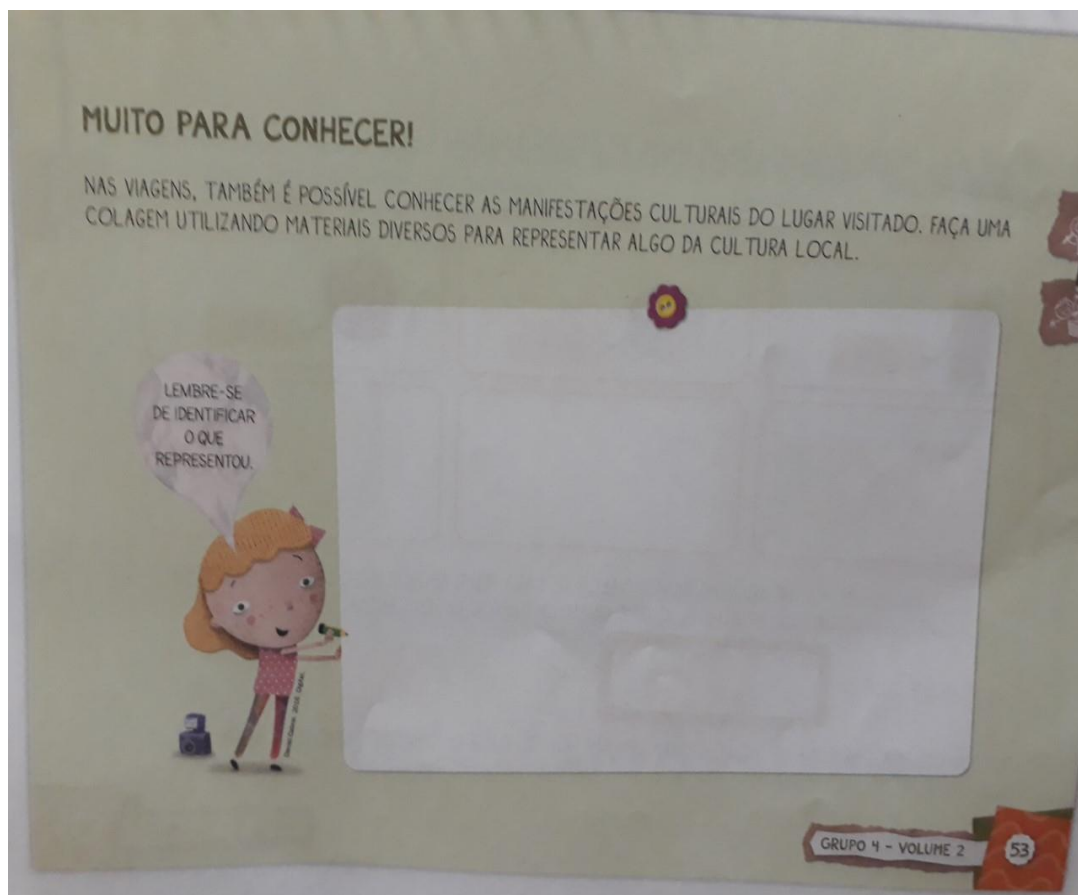 MUITO PARA CONHECER!
NAS VIAGENS, TAMBÉM É POSSÍVEL CONHECER AS MANIFESTAÇÕES CULTURAIS DO LUGAR VISITADO. FAÇA UMA
COLAGEM UTILIZANDO MATERIAIS DIVERSOS PARA REPRESENTAR ALGO DA CULTURA LOCAL.
LEMBRE-SE
DE IDENTIFICAR
O QUE
REPRESENTOU.
GRUPO 4 - VOLUME 2
53